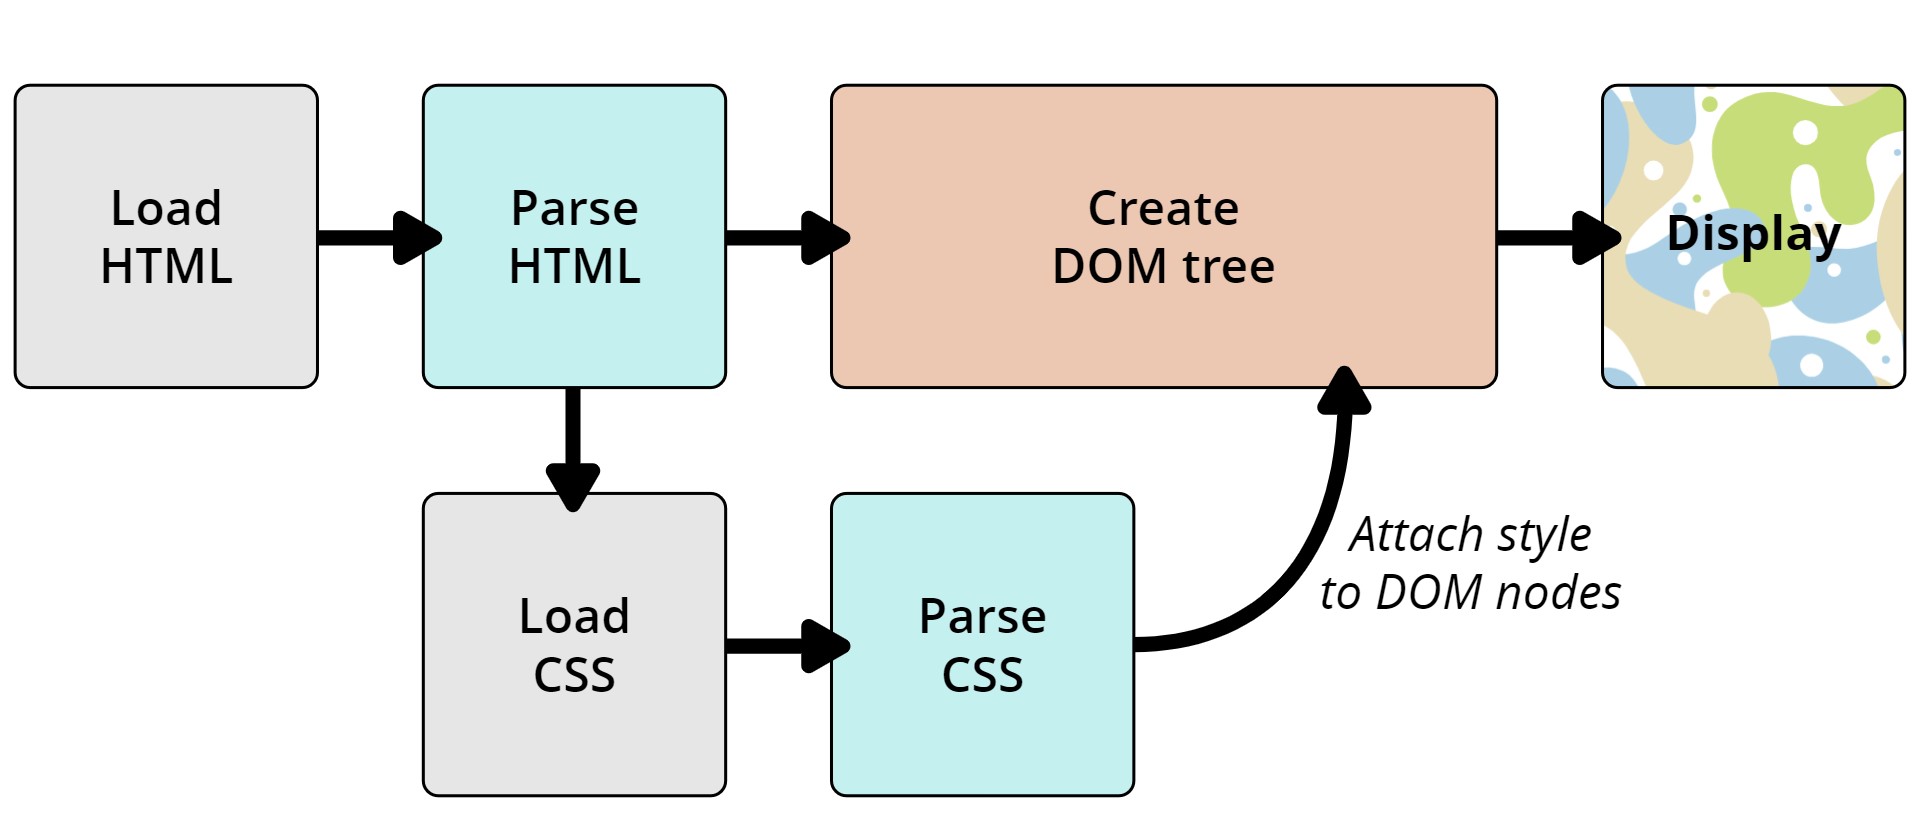 Load
HTML
Parse
HTML
Create
DOM tree
Display
Load
CSS
Parse
CSS
Attach style
to DOM nodes